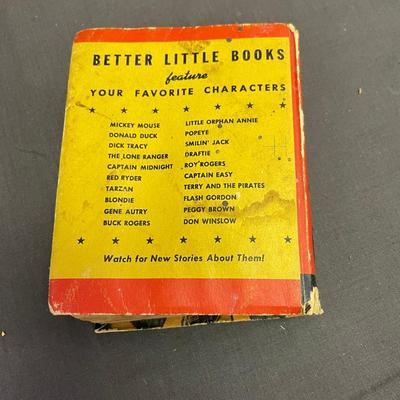 BETTER LITTLE BOOKS
feature
YOUR FAVORITE CHARACTERS
MICKEY MOUSE
DONALD DUCK
DICK TRACY
THE LONE RANGER
CAPTAIN MIDNIGHT
RED RYDER
TARZAN
BLONDIE
GENE AUTRY
BUCK ROGERS
LITTLE ORPHAN ANNIE
POPEYE
SMILIN' JACK
DRAFTIE
ROY ROGERS
CAPTAIN EASY
TERRY AND THE PIRATES
FLASH GORDON
PEGGY BROWN
DON WINSLOW
Watch for New Stories About Them!